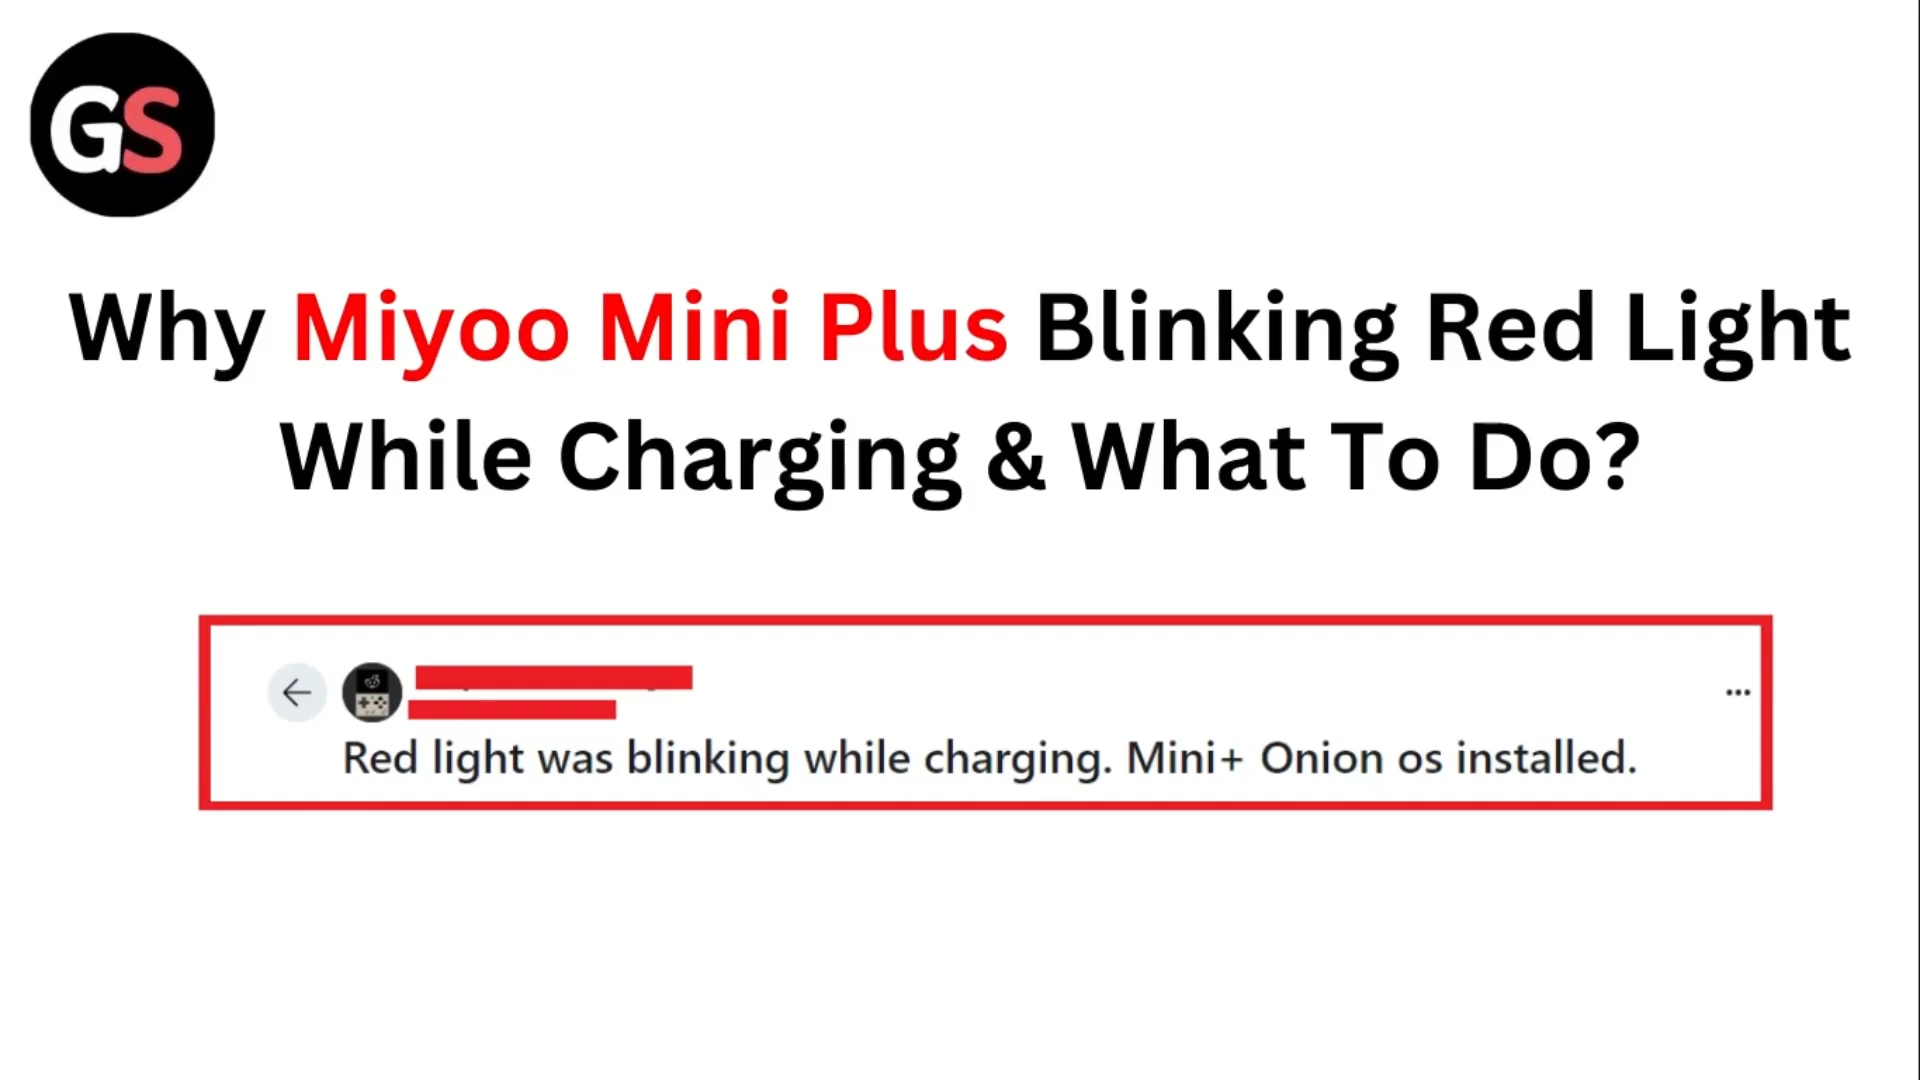 GS
Why Miyoo Mini Plus Blinking Red Light
While Charging & What To Do?
Red light was blinking while charging. Mini+ Onion os installed.